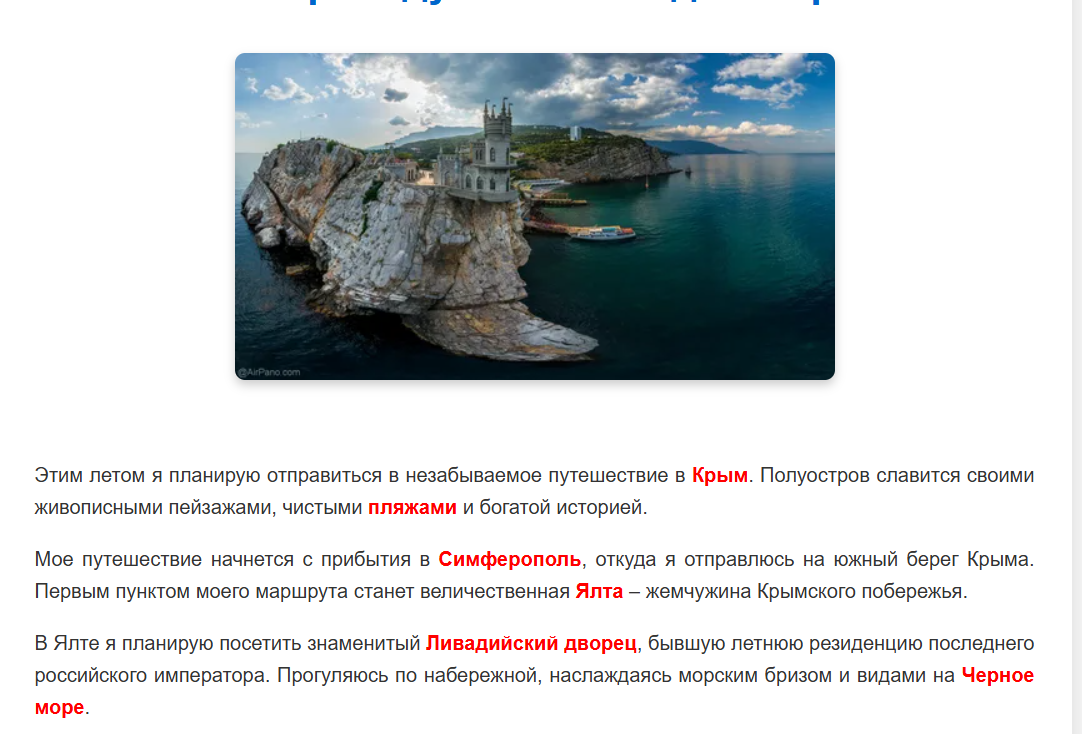 @AirPano.com
Этим летом я планирую отправиться в незабываемое путешествие в Крым. Полуостров славится своими
живописными пейзажами, чистыми пляжами и богатой историей.
Мое путешествие начнется с прибытия в Симферополь, откуда я отправлюсь на южный берег Крыма.
Первым пунктом моего маршрута станет величественная Ялта – жемчужина Крымского побережья.
В Ялте я планирую посетить знаменитый Ливадийский дворец, бывшую летнюю резиденцию последнего
российского императора. Прогуляюсь по набережной, наслаждаясь морским бризом и видами на Черное
море.